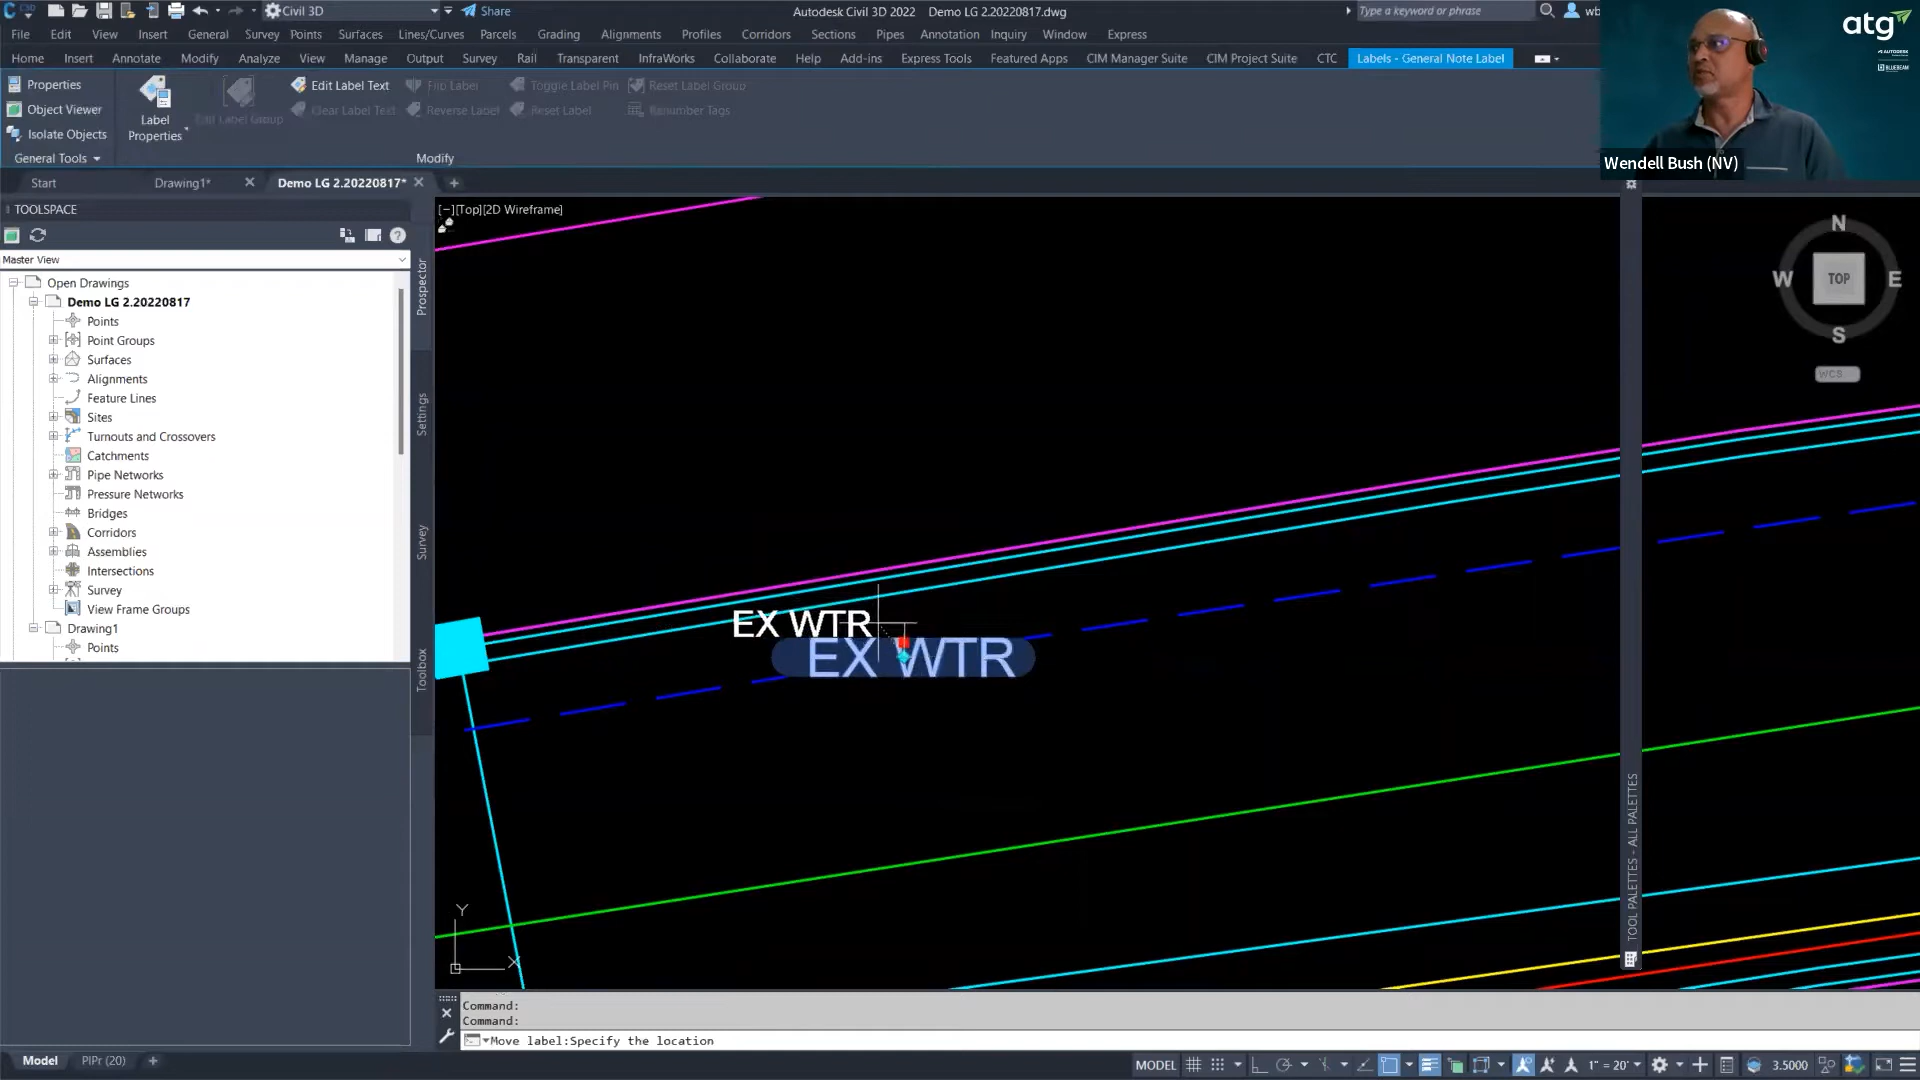 Civil 3D
Share
Autodesk Civil 3D 2022 Demo LG 2.20220817.dwg
Type a keyword or phrase
wb
File Edit View Insert General Survey Points Surfaces Lines/Curves Parcels Grading Alignments Profiles Corridors Sections Pipes Annotation Inquiry Window Express
Home Insert Annotate Modify Analyze View Manage Output Survey Rail Transparent InfraWorks Collaborate Help Add-ins Express Tools Featured Apps CIM Manager Suite CIM Project Suite CTC Labels - General Note Label
Properties
Object Viewer
Isolate Objects
General Tools
Label
Properties
Edit Label Group
Edit Label Text
Clear Label Text
Flip Label
Reverse Label
Toggle Label Pin
Reset Label
Reset Label Group
Renumber Tags
Modify
atg
AUTODESK
BLUEBEAM
Wendell Bush (NV)
Start Drawing1* Demo LG 2.20220817*
TOOLSPACE
Master View
Open Drawings
Demo LG 2.20220817
Points
Point Groups
Surfaces
Alignments
Feature Lines
Sites
Turnouts and Crossovers
Catchments
Pipe Networks
Pressure Networks
Bridges
Corridors
Assemblies
Intersections
Survey
View Frame Groups
Drawing1
Points
Prospector
Settings
Survey
Toolbox
[−][Top][2D Wireframe]
N
W TOP E
S
WCS
EX WTR
EX WTR
TOOL PALETTES - ALL PALETTES
Y
X
Command:
Command:
Move label:Specify the location
Model PIPr (20)
MODEL 1" = 20' 3.5000